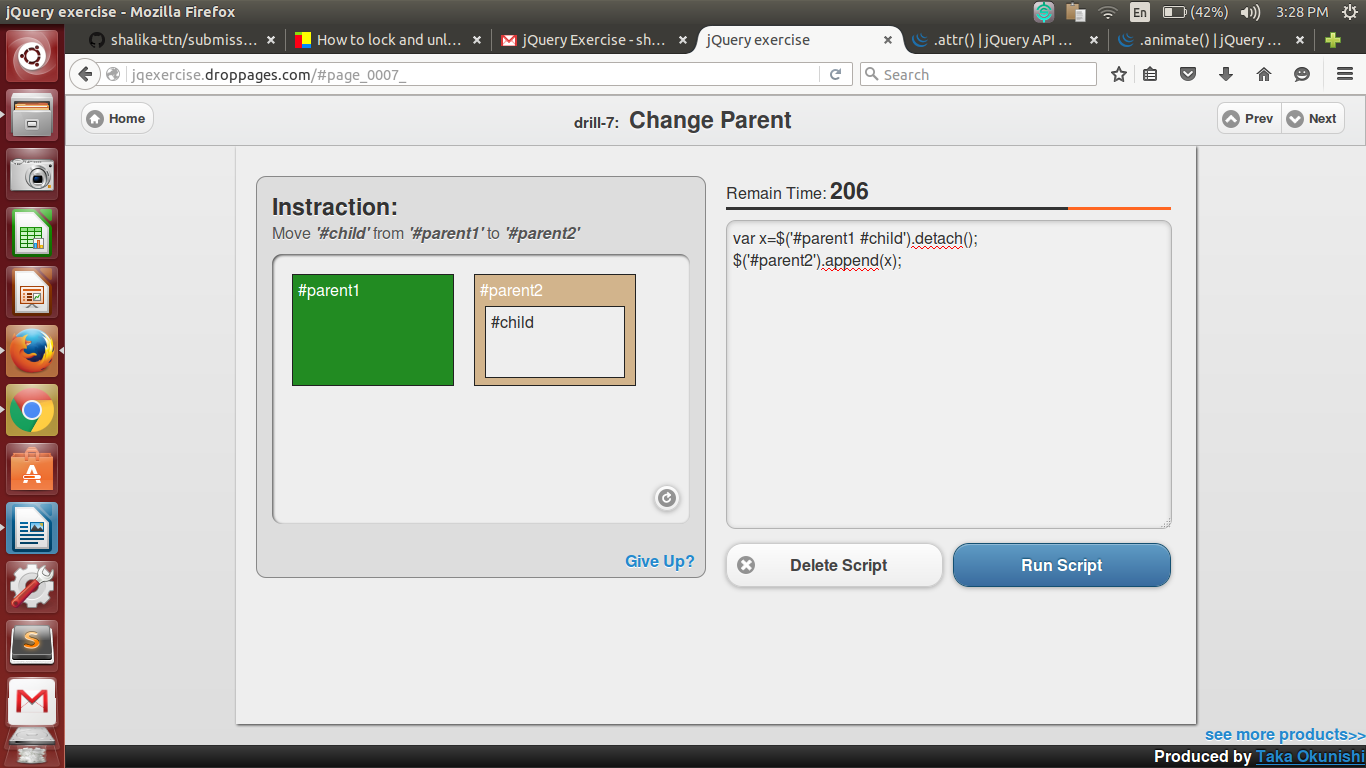 jQuery exercise - Mozilla Firefox
En
(42%)
3:28 PM
shalika-ttn/submiss...
How to lock and unl...
jQuery Exercise - sh...
jQuery exercise
.attr() | jQuery API ...
.animate() | jQuery ...
jqexercise.droppages.com/#page_0007_
Search
Home
drill-7: Change Parent
Prev
Next
Instraction:
Move '#child' from '#parent1' to '#parent2'
#parent1
#parent2
#child
Give Up?
Remain Time: 206
var x=$('#parent1 #child').detach();
$('#parent2').append(x);
Delete Script
Run Script
see more products>>
Produced by Taka Okunishi